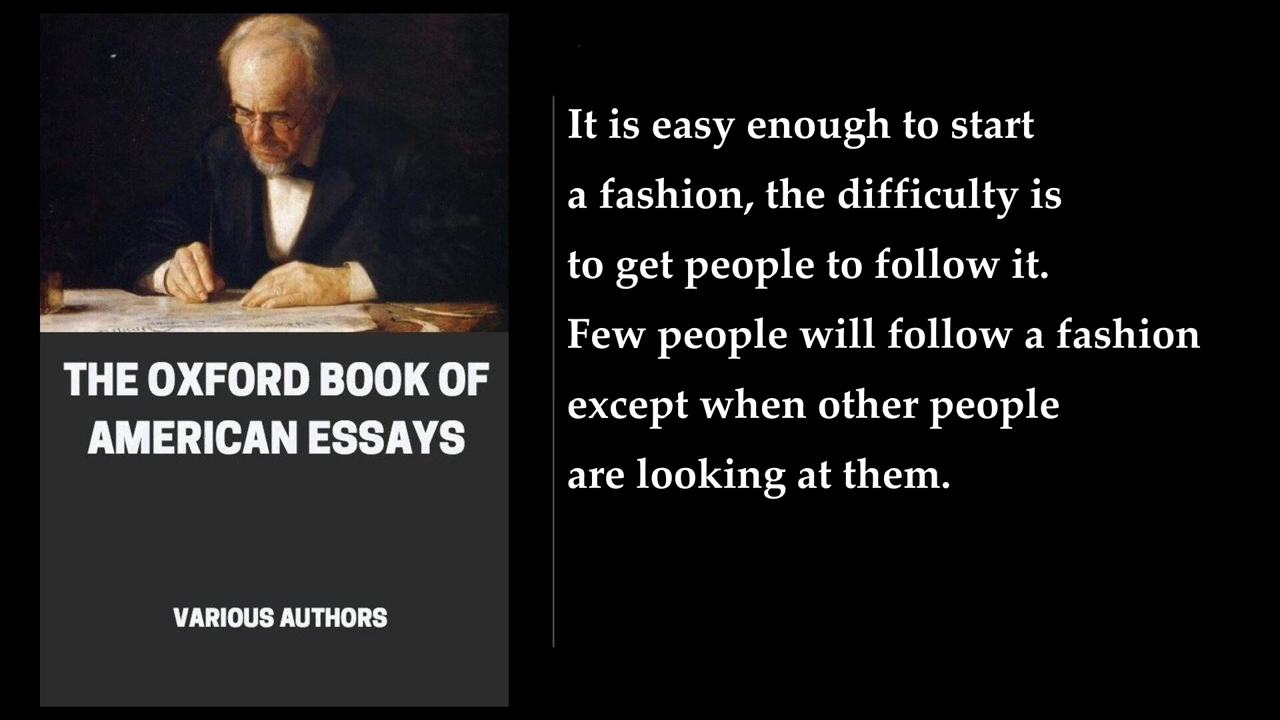 THE OXFORD BOOK OF
AMERICAN ESSAYS
VARIOUS AUTHORS
It is easy enough to start
a fashion, the difficulty is
to get people to follow it.
Few people will follow a fashion
except when other people
are looking at them.